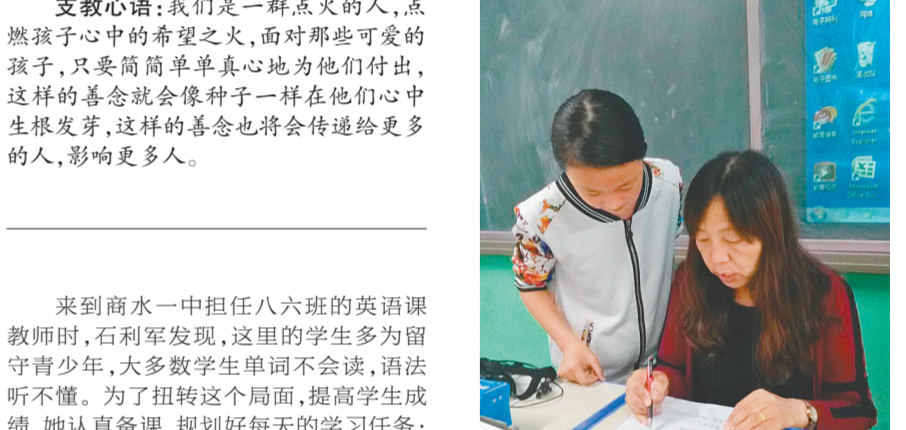 支教心语：我们是一群点火的人，点
燃孩子心中的希望之火，面对那些可爱的
孩子，只要简简单单真心地为他们付出，
这样的善念就会像种子一样在他们心中
生根发芽，这样的善念也将会传递给更多
的人，影响更多人。
来到商水一中担任八六班的英语课
教师时，石利军发现，这里的学生多为留
守青少年，大多数学生单词不会读，语法
听不懂。为了扭转这个局面，提高学生成
绩，她认真备课，规划好每天的学习任务；
Internet
Explorer
Microsoft